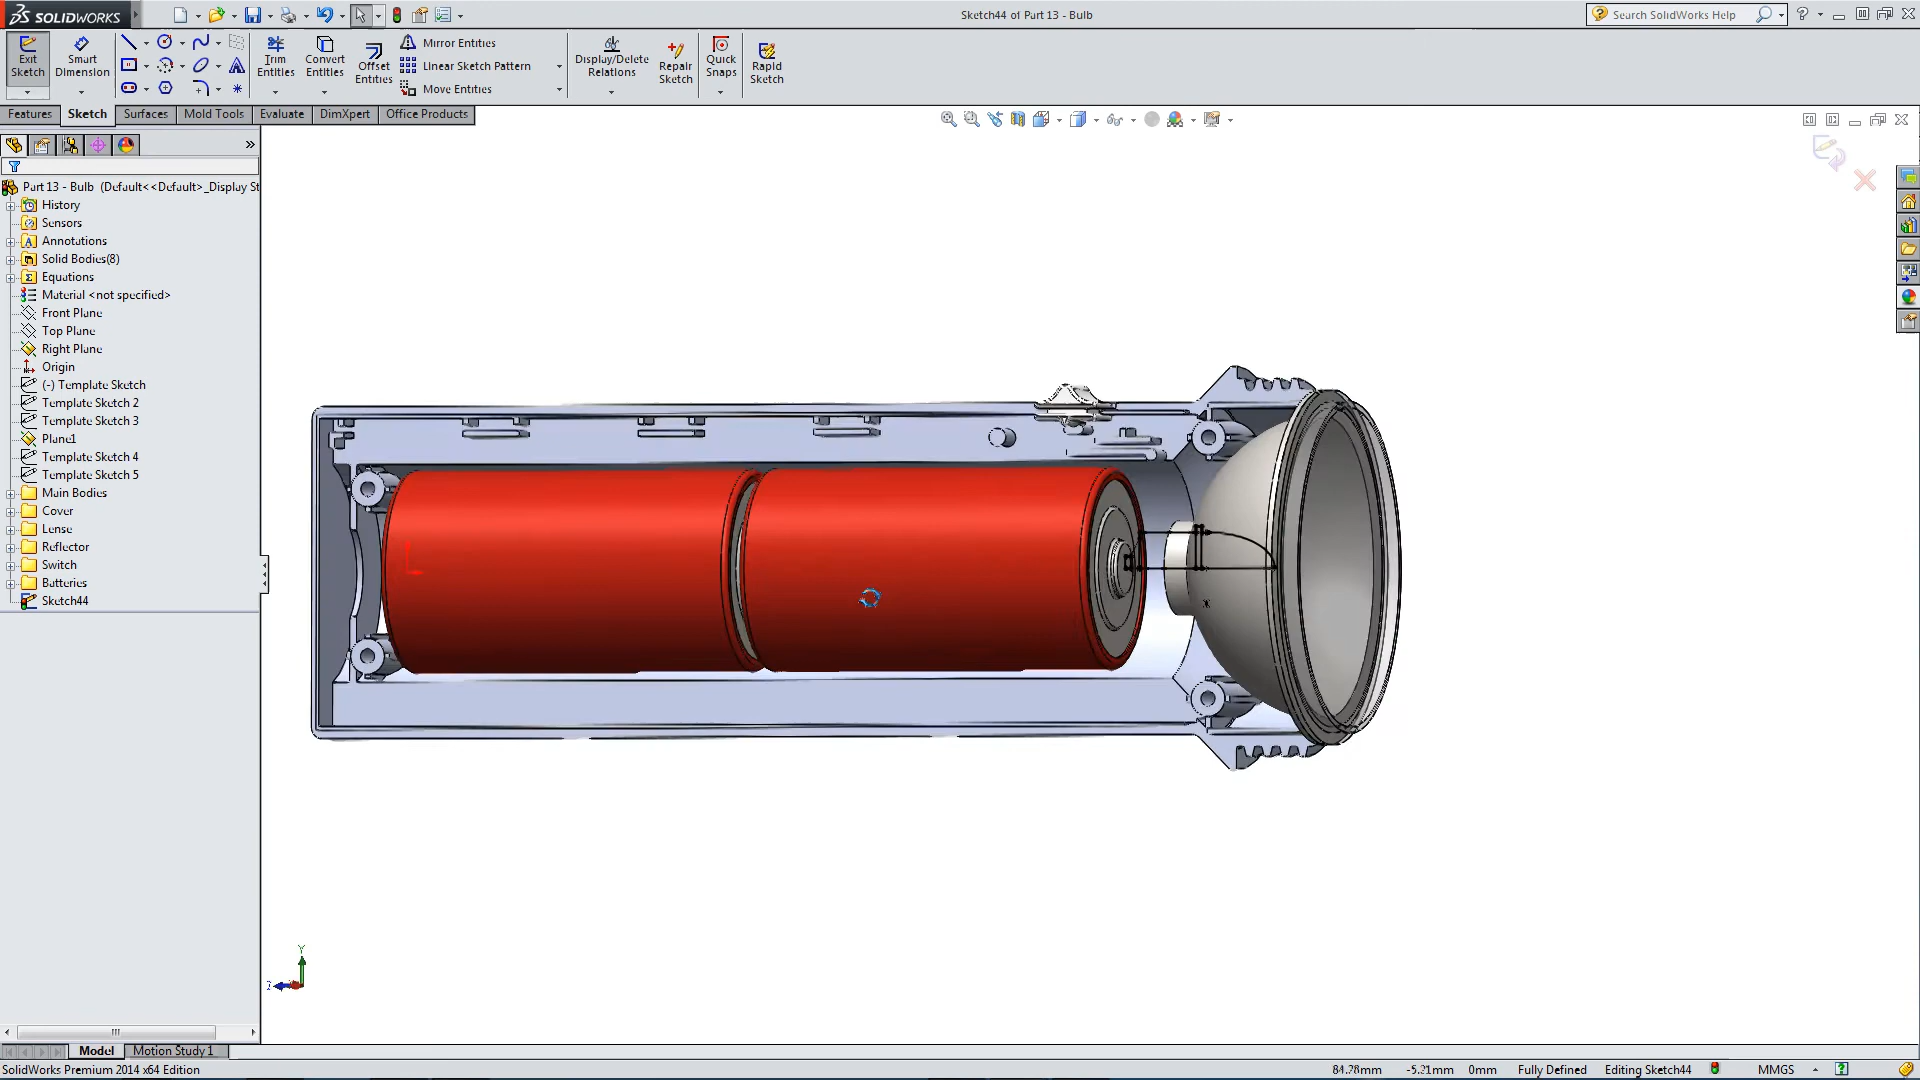 SOLIDWORKS
Sketch44 of Part 13 - Bulb
Search SolidWorks Help
Exit Sketch
Smart Dimension
Trim Entities
Convert Entities
Offset Entities
Mirror Entities
Linear Sketch Pattern
Move Entities
Display/Delete Relations
Repair Sketch
Quick Snaps
Rapid Sketch
Features
Sketch
Surfaces
Mold Tools
Evaluate
DimXpert
Office Products
Part 13 - Bulb (Default<<Default>_Display St
History
Sensors
Annotations
Solid Bodies(8)
Equations
Material <not specified>
Front Plane
Top Plane
Right Plane
Origin
(-) Template Sketch
Template Sketch 2
Template Sketch 3
Plane1
Template Sketch 4
Template Sketch 5
Main Bodies
Cover
Lense
Reflector
Switch
Batteries
Sketch44
Y
Z
Model
Motion Study 1
SolidWorks Premium 2014 x64 Edition
84.78mm
-5.21mm
0mm
Fully Defined
Editing Sketch44
MMGS